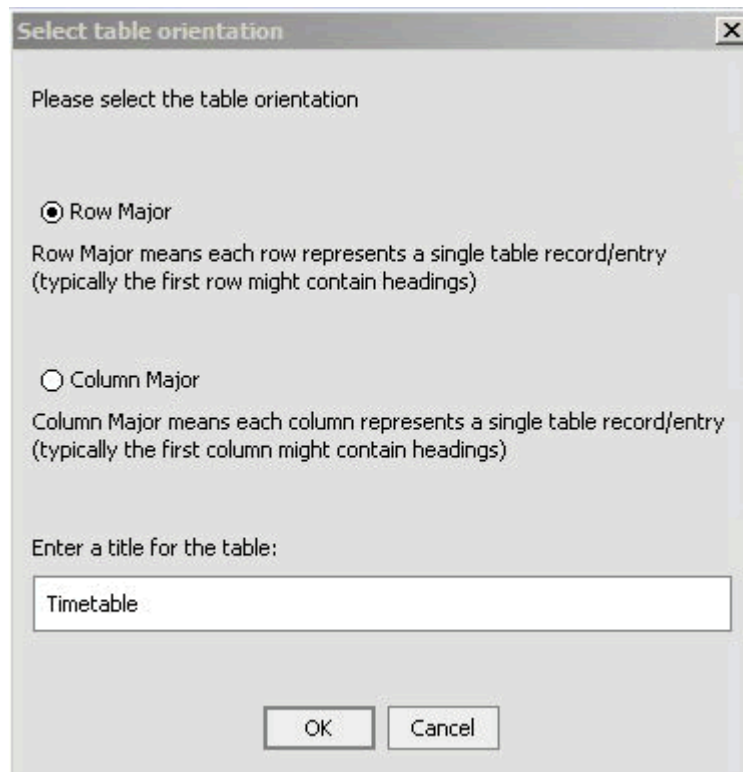 Select table orientation
Please select the table orientation
Row Major
Row Major means each row represents a single table record/entry
(typically the first row might contain headings)
Column Major
Column Major means each column represents a single table record/entry
(typically the first column might contain headings)
Enter a title for the table:
Timetable
OK Cancel